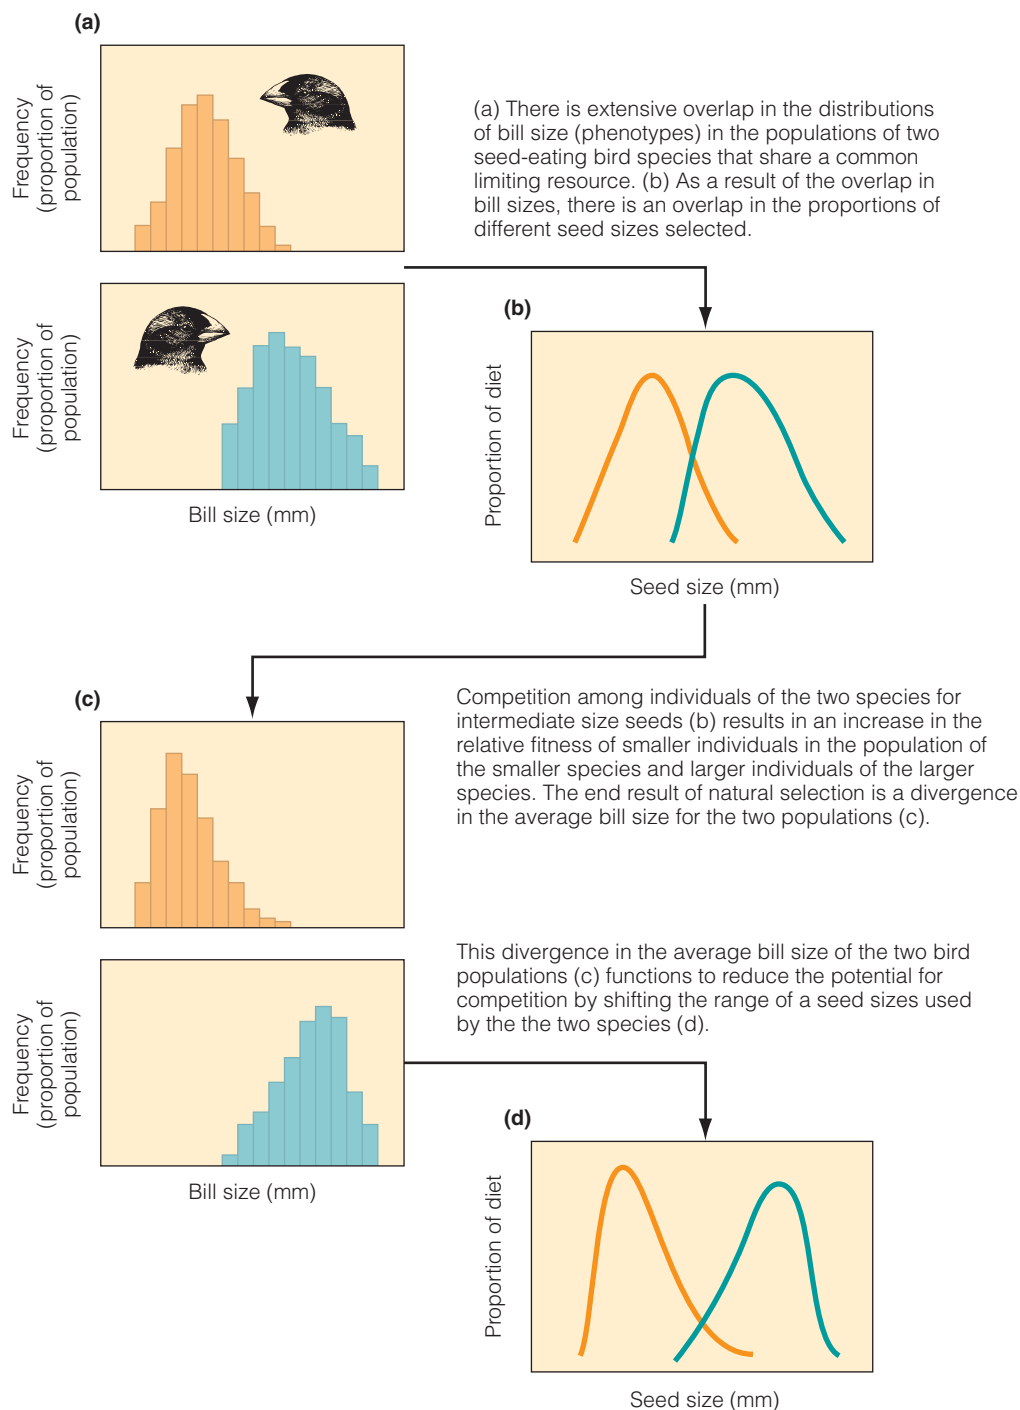 (a)
Frequency
(proportion of
population)
(a) There is extensive overlap in the distributions
of bill size (phenotypes) in the populations of two
seed-eating bird species that share a common
limiting resource. (b) As a result of the overlap in
bill sizes, there is an overlap in the proportions of
different seed sizes selected.
Frequency
(proportion of
population)
Bill size (mm)
(b)
Proportion of diet
Seed size (mm)
(c)
Frequency
(proportion of
population)
Competition among individuals of the two species for
intermediate size seeds (b) results in an increase in the
relative fitness of smaller individuals in the population of
the smaller species and larger individuals of the larger
species. The end result of natural selection is a divergence
in the average bill size for the two populations (c).
Frequency
(proportion of
population)
Bill size (mm)
This divergence in the average bill size of the two bird
populations (c) functions to reduce the potential for
competition by shifting the range of a seed sizes used
by the the two species (d).
(d)
Proportion of diet
Seed size (mm)